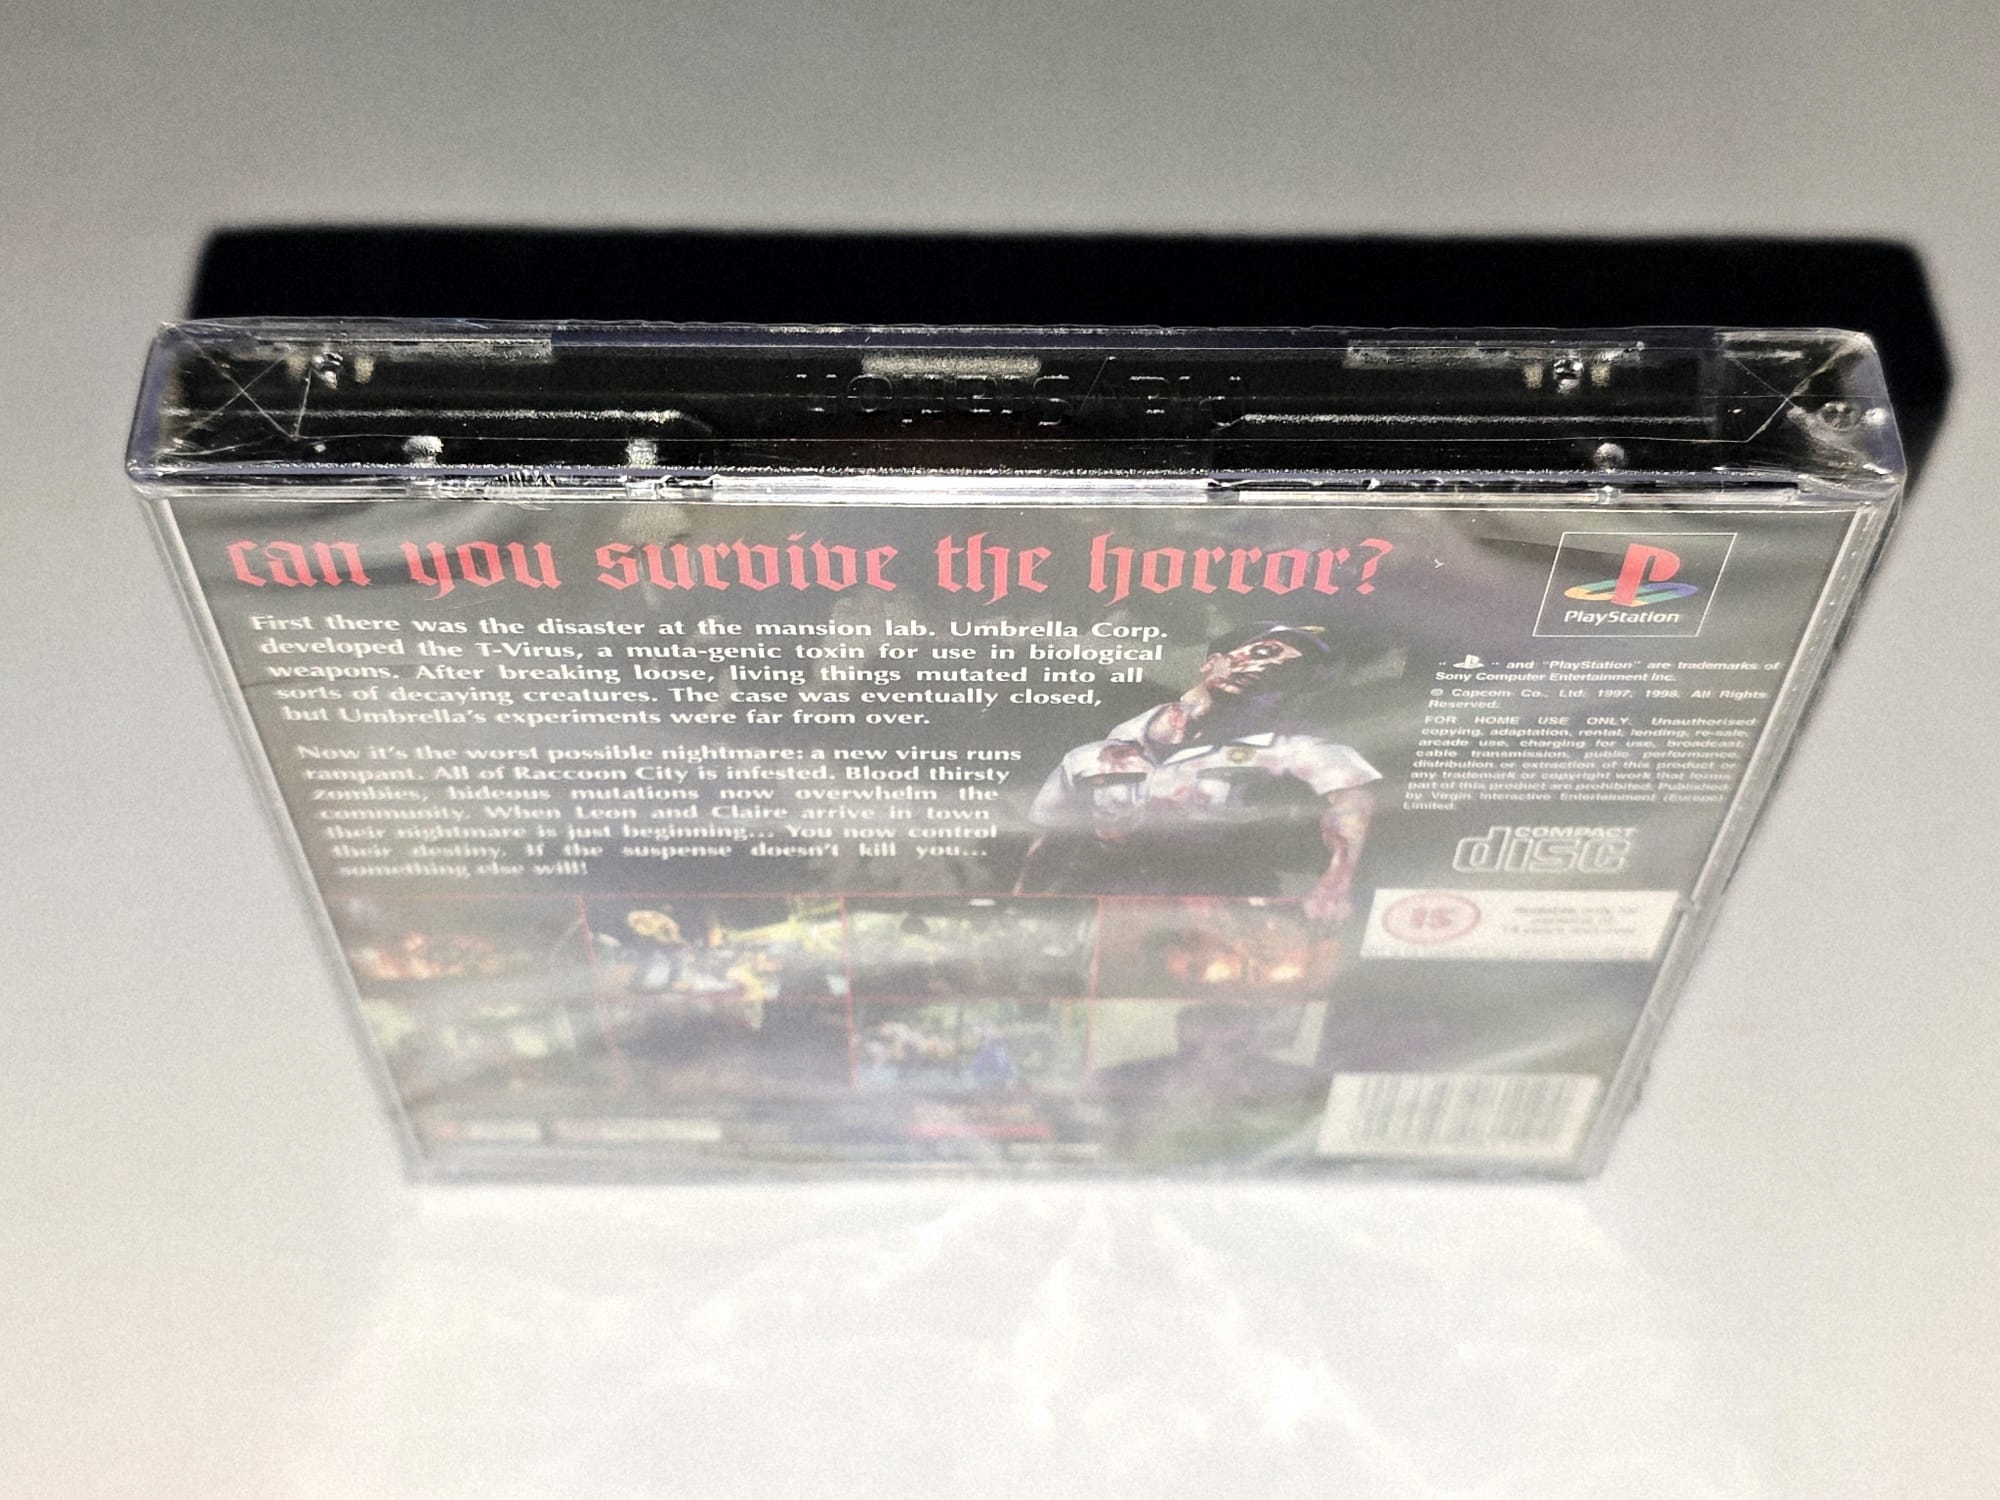 PlayStation
can you survive the horror?
First there was the disaster at the mansion lab. Umbrella Corp.
developed the T-Virus, a muta-genic toxin for use in biological
weapons. After breaking loose, living things mutated into all
sorts of decaying creatures. The case was eventually closed,
but Umbrella's experiments were far from over.
Now it's the worst possible nightmare: a new virus runs
rampant. All of Raccoon City is infested. Blood thirsty
zombies, hideous mutations now overwhelm the
community. When Leon and Claire arrive in town
their nightmare is just beginning... You now control
their destiny. If the suspense doesn't kill you...
something else will!
PlayStation
" " and "PlayStation" are trademarks of
Sony Computer Entertainment Inc.
© Capcom Co., Ltd. 1997, 1998. All Rights
Reserved.
FOR HOME USE ONLY. Unauthorised
copying, adaptation, rental, lending, re-sale,
arcade use, charging for use, broadcast,
cable transmission, public performance,
distribution or extraction of this product or
any trademark or copyright work that forms
part of this product are prohibited. Published
by Virgin Interactive Entertainment (Europe)
Limited.
COMPACT
disc
15